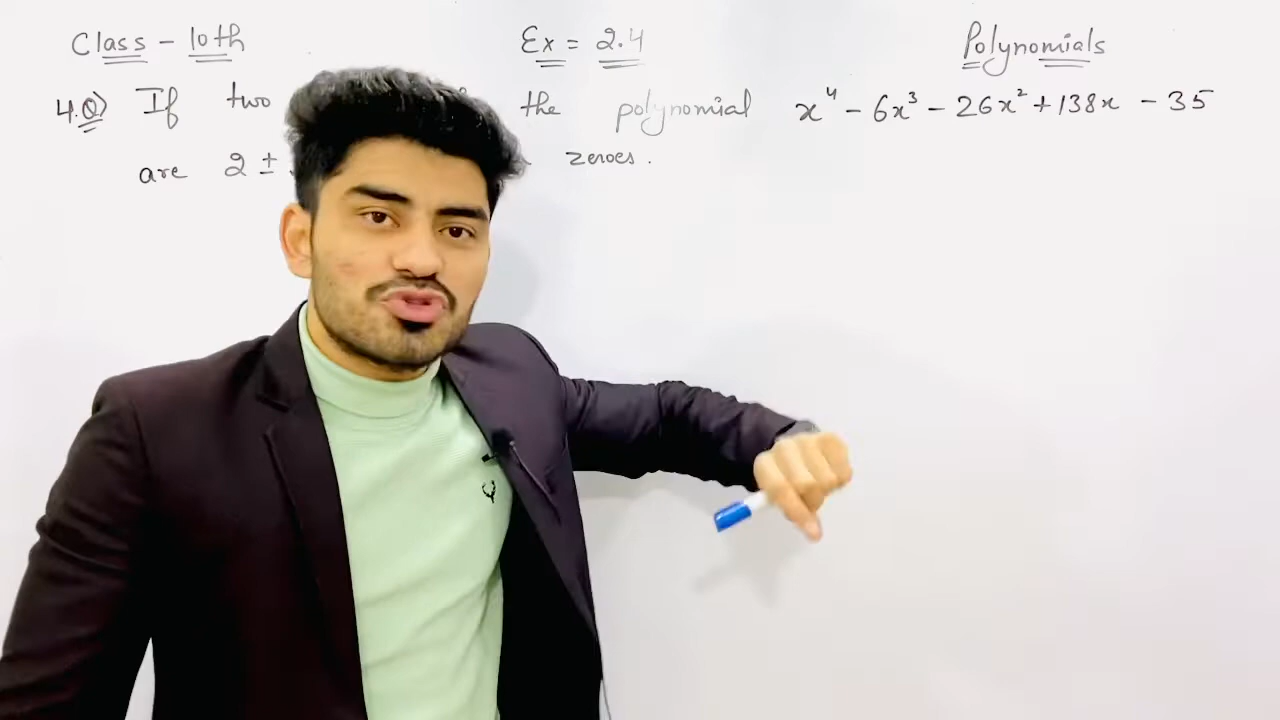 Class - 10th
Ex = 2.4
Polynomials
4.Q) If two the polynomial x⁴ - 6x³ - 26x² + 138x - 35
are 2 ± zeroes.